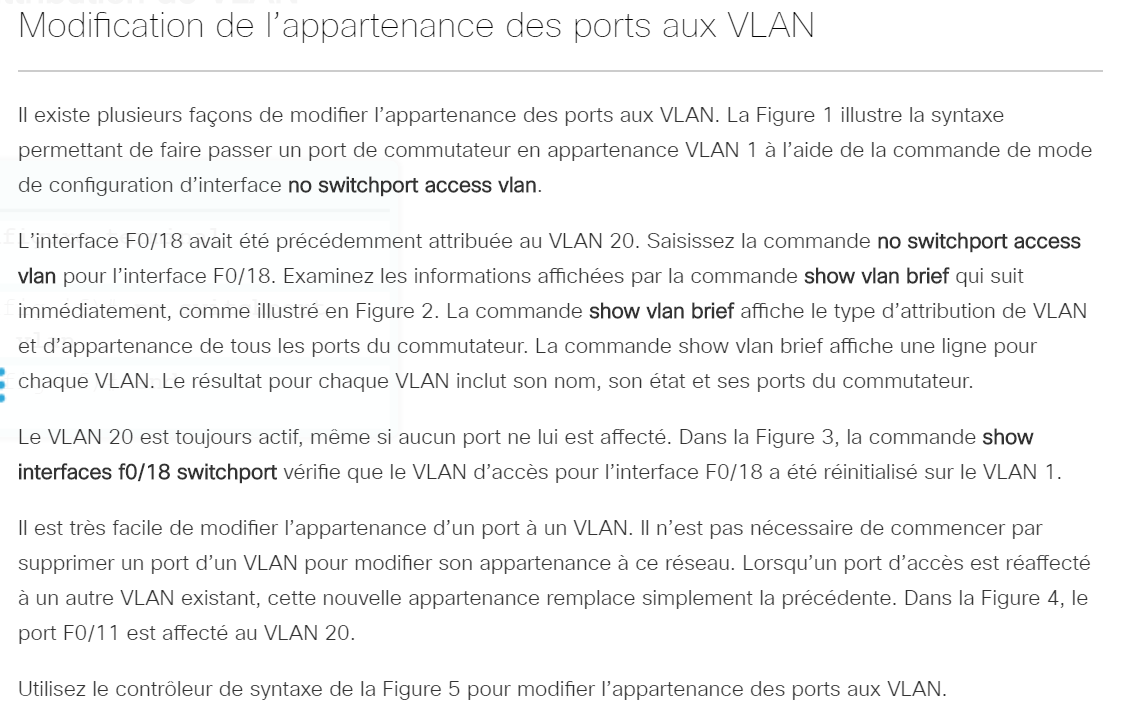 Modification de l'appartenance des ports aux VLAN
Il existe plusieurs façons de modifier l'appartenance des ports aux VLAN. La Figure 1 illustre la syntaxe
permettant de faire passer un port de commutateur en appartenance VLAN 1 à l'aide de la commande de mode
de configuration d'interface no switchport access vlan.
L'interface F0/18 avait été précédemment attribuée au VLAN 20. Saisissez la commande no switchport access
vlan pour l'interface F0/18. Examinez les informations affichées par la commande show vlan brief qui suit
immédiatement, comme illustré en Figure 2. La commande show vlan brief affiche le type d'attribution de VLAN
et d'appartenance de tous les ports du commutateur. La commande show vlan brief affiche une ligne pour
chaque VLAN. Le résultat pour chaque VLAN inclut son nom, son état et ses ports du commutateur.
Le VLAN 20 est toujours actif, même si aucun port ne lui est affecté. Dans la Figure 3, la commande show
interfaces f0/18 switchport vérifie que le VLAN d'accès pour l'interface F0/18 a été réinitialisé sur le VLAN 1.
Il est très facile de modifier l'appartenance d'un port à un VLAN. Il n'est pas nécessaire de commencer par
supprimer un port d'un VLAN pour modifier son appartenance à ce réseau. Lorsqu'un port d'accès est réaffecté
à un autre VLAN existant, cette nouvelle appartenance remplace simplement la précédente. Dans la Figure 4, le
port F0/11 est affecté au VLAN 20.
Utilisez le contrôleur de syntaxe de la Figure 5 pour modifier l'appartenance des ports aux VLAN.